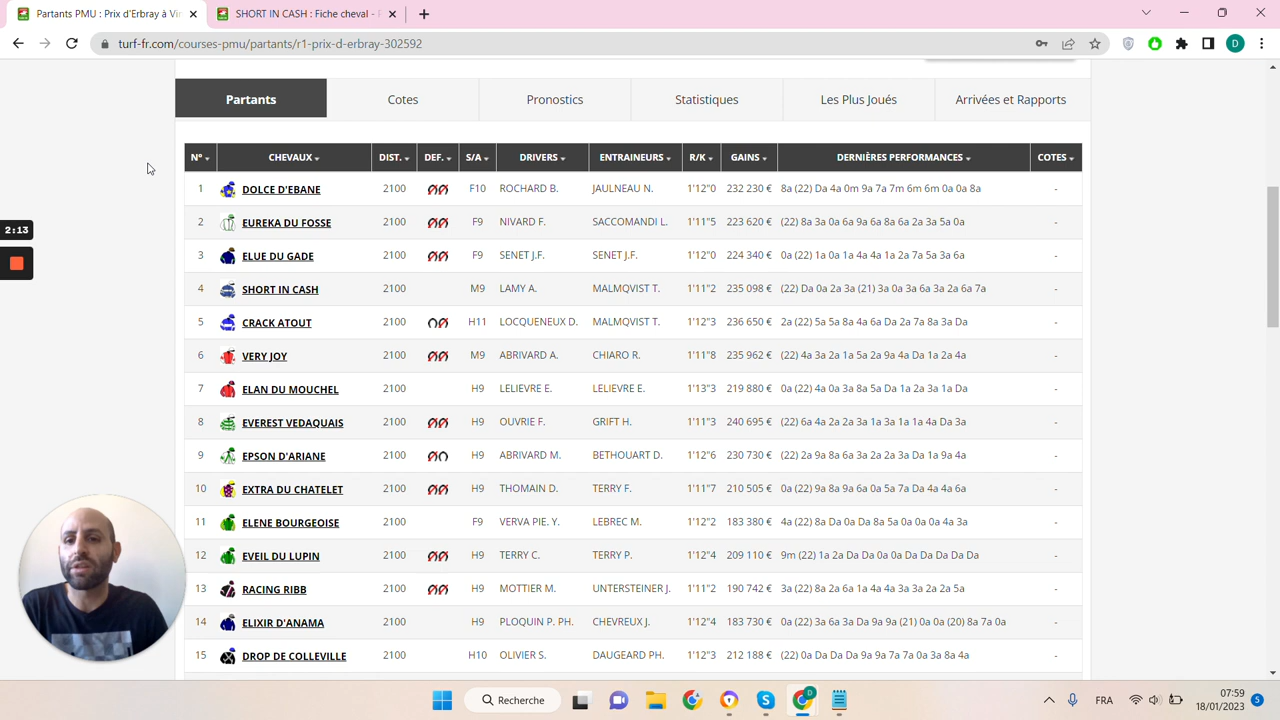 Partants PMU : Prix d'Erbray à Vin
SHORT IN CASH : Fiche cheval -
turf-fr.com/courses-pmu/partants/r1-prix-d-erbray-302592
D
Partants Cotes Pronostics Statistiques Les Plus Joués Arrivées et Rapports
N° CHEVAUX DIST. DEF. S/A DRIVERS ENTRAINEURS R/K GAINS DERNIÈRES PERFORMANCES COTES
1 DOLCE D'EBANE 2100 F10 ROCHARD B. JAULNEAU N. 1'12"0 232 230 € 8a (22) Da 4a 0m 9a 7a 7m 6m 6m 0a 0a 8a -
2 EUREKA DU FOSSE 2100 F9 NIVARD F. SACCOMANDI L. 1'11"5 223 620 € (22) 8a 3a 0a 6a 9a 6a 8a 6a 2a 3a 5a 0a -
3 ELUE DU GADE 2100 F9 SENET J.F. SENET J.F. 1'12"0 224 340 € 0a (22) 1a 0a 1a 4a 4a 1a 2a 7a 5a 3a 6a -
4 SHORT IN CASH 2100 M9 LAMY A. MALMQVIST T. 1'11"2 235 098 € (22) Da 0a 2a 3a (21) 3a 0a 3a 6a 3a 2a 6a 7a -
5 CRACK ATOUT 2100 H11 LOCQUENEUX D. MALMQVIST T. 1'12"3 236 650 € 2a (22) 5a 5a 8a 4a 6a Da 2a 7a 8a 3a Da -
6 VERY JOY 2100 M9 ABRIVARD A. CHIARO R. 1'11"8 235 962 € (22) 4a 3a 2a 1a 5a 2a 9a 4a Da 1a 2a 4a -
7 ELAN DU MOUCHEL 2100 H9 LELIEVRE E. LELIEVRE E. 1'13"3 219 880 € 0a (22) 4a 0a 3a 8a 5a Da 1a 2a 3a 1a Da -
8 EVEREST VEDAQUAIS 2100 H9 OUVRIE F. GRIFT H. 1'11"3 240 695 € (22) 6a 4a 2a 2a 3a 1a 3a 1a 1a 4a Da 3a -
9 EPSON D'ARIANE 2100 H9 ABRIVARD M. BETHOUART D. 1'12"6 230 730 € (22) 2a 9a 8a 6a 3a 2a 2a 3a Da 1a 9a 4a -
10 EXTRA DU CHATELET 2100 H9 THOMAIN D. TERRY F. 1'11"7 210 505 € 0a (22) 9a 8a 9a 6a 0a 5a 7a Da 4a 4a 6a -
11 ELENE BOURGEOISE 2100 F9 VERVA PIE. Y. LEBREC M. 1'12"2 183 380 € 4a (22) 8a Da 0a Da 8a 5a 0a 0a 4a 3a -
12 EVEIL DU LUPIN 2100 H9 TERRY C. TERRY P. 1'12"4 209 110 € 9m (22) 1a 2a Da Da 0a 0a Da Da Da Da Da -
13 RACING RIBB 2100 H9 MOTTIER M. UNTERSTEINER J. 1'11"2 190 742 € 3a (22) 8a 2a 6a 1a 4a 4a 3a 3a 2a 2a 5a -
14 ELIXIR D'ANAMA 2100 H9 PLOQUIN P. PH. CHEVREUX J. 1'12"4 183 730 € 0a (22) 3a 6a 3a Da 9a 9a (21) 0a 0a (20) 8a 7a 0a -
15 DROP DE COLLEVILLE 2100 H10 OLIVIER S. DAUGEARD PH. 1'12"3 212 188 € (22) 0a Da Da Da 9a 9a 7a 7a 0a 3a 8a 4a -
2:13
Recherche
FRA
07:59
18/01/2023
5